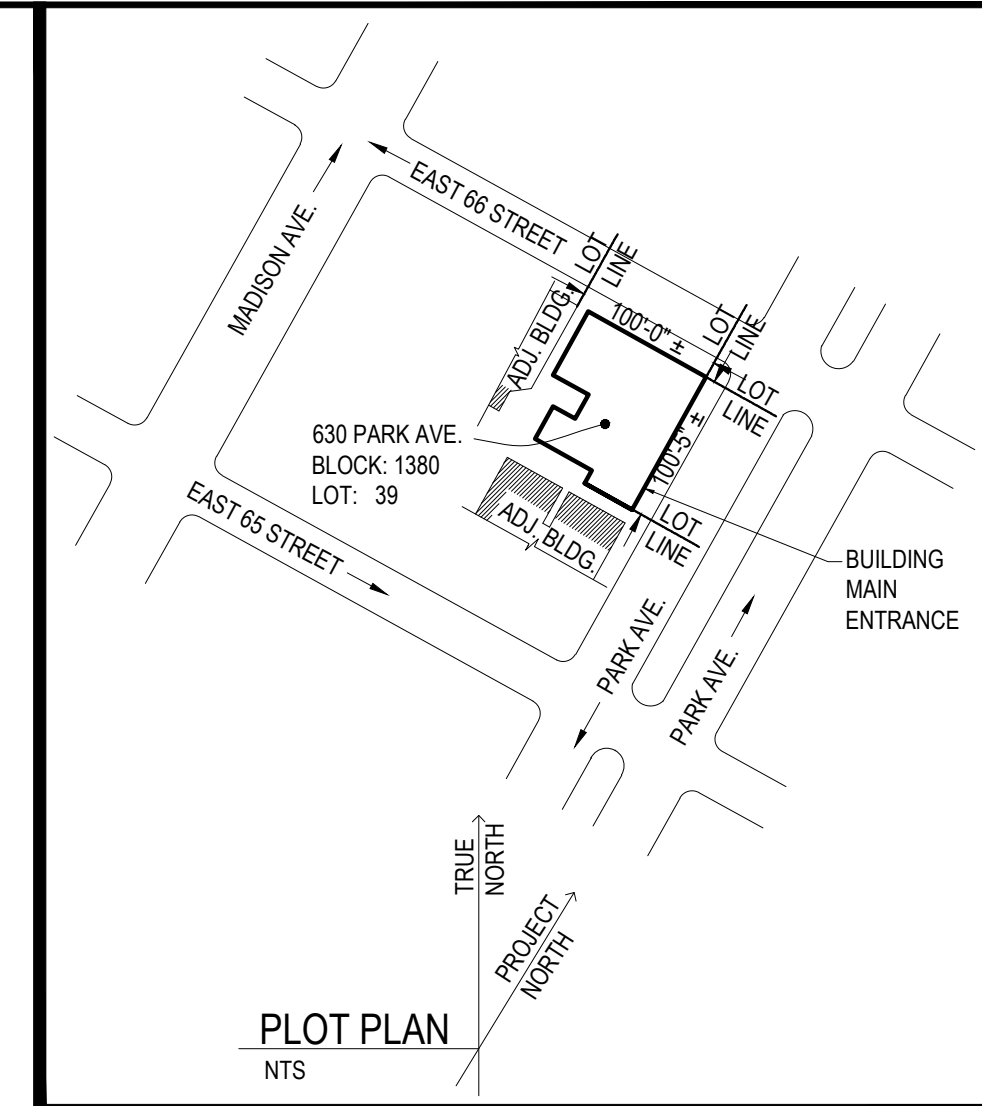 EAST 66 STREET
MADISON AVE.
LOT
LINE
ADJ. BLDG.
100'-0" ±
LOT
LINE
LOT
LINE
100'-5" ±
630 PARK AVE.
BLOCK: 1380
LOT: 39
EAST 65 STREET
ADJ. BLDG.
LOT
LINE
BUILDING
MAIN
ENTRANCE
PARK AVE.
PARK AVE.
TRUE
NORTH
PROJECT
NORTH
PLOT PLAN
NTS